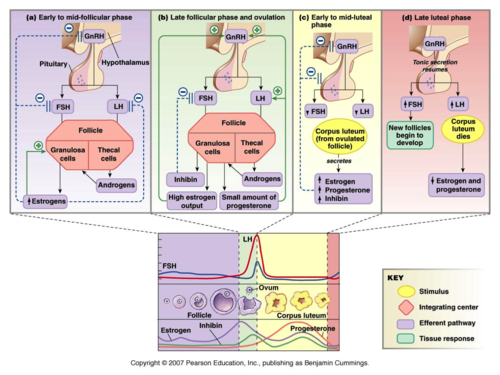 (a) Early to mid-follicular phase
GnRH
Pituitary
Hypothalamus
FSH
LH
Follicle
Granulosa
cells
Thecal
cells
Androgens
Estrogens
(b) Late follicular phase and ovulation
GnRH
FSH
LH
Follicle
Granulosa
cells
Thecal
cells
Inhibin
Androgens
High estrogen
output
Small amount of
progesterone
(c) Early to mid-luteal
phase
GnRH
FSH
LH
Corpus luteum
(from ovulated
follicle)
secretes
Estrogen
Progesterone
Inhibin
(d) Late luteal phase
GnRH
Tonic secretion
resumes
FSH
LH
New follicles
begin to
develop
Corpus
luteum
dies
Estrogen and
progesterone
LH
FSH
Ovum
Follicle
Corpus luteum
Estrogen
Inhibin
Progesterone
KEY
Stimulus
Integrating center
Efferent pathway
Tissue response
Copyright © 2007 Pearson Education, Inc., publishing as Benjamin Cummings.